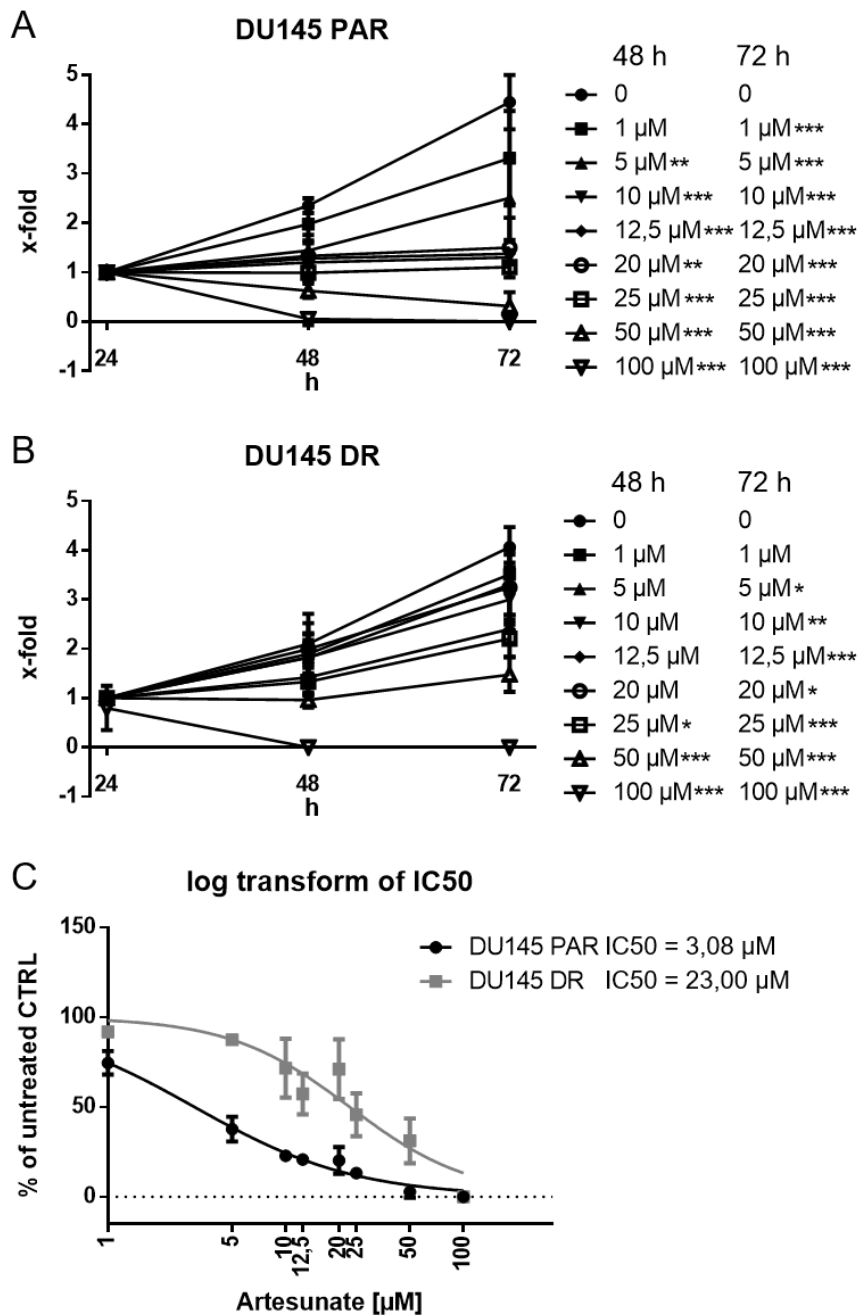 A
DU145 PAR
48 h 72 h
0 0
1 µM 1 µM***
5 µM** 5 µM***
10 µM*** 10 µM***
12,5 µM*** 12,5 µM***
20 µM** 20 µM***
25 µM*** 25 µM***
50 µM*** 50 µM***
100 µM*** 100 µM***
x-fold
5
4
3
2
1
0
-1
24 48 72
h
B
DU145 DR
48 h 72 h
0 0
1 µM 1 µM
5 µM 5 µM*
10 µM 10 µM**
12,5 µM 12,5 µM***
20 µM 20 µM*
25 µM* 25 µM***
50 µM*** 50 µM***
100 µM*** 100 µM***
x-fold
5
4
3
2
1
0
-1
24 48 72
h
C
log transform of IC50
DU145 PAR IC50 = 3,08 µM
DU145 DR IC50 = 23,00 µM
% of untreated CTRL
150
100
50
0
1 5 10 12,5 20 25 50 100
Artesunate [µM]